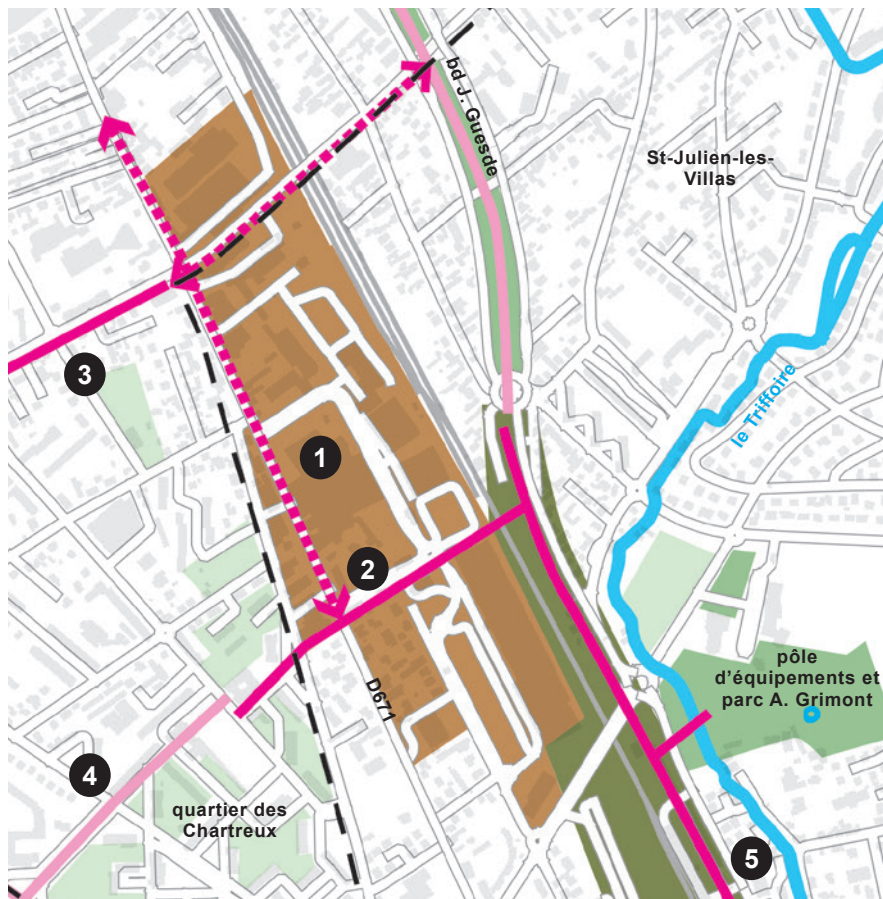 bd J. Guesde
St-Julien-les-
Villas
3
le Triffoire
1
2
pôle
d'équipements et
parc A. Grimont
D671
4
quartier des
Chartreux
5